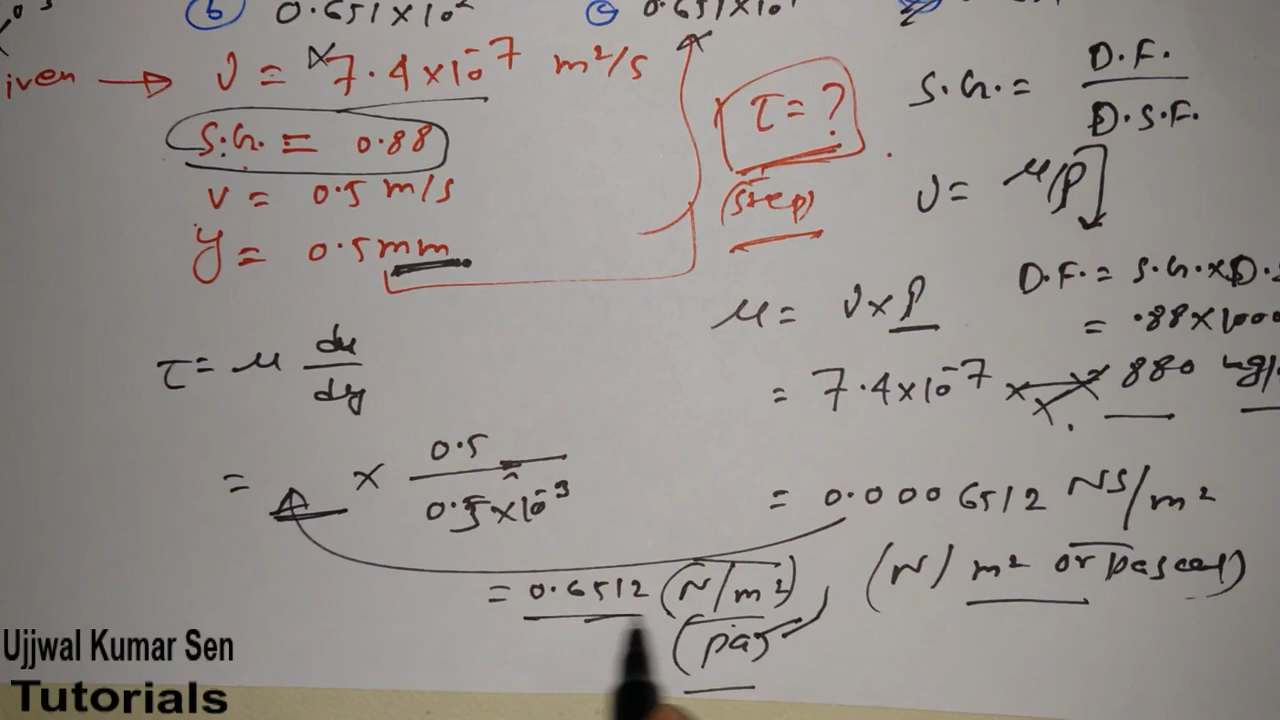 b 0.651×10² c 0.651×10¹
iven → ν = 7.4×10⁻⁷ m²/s
S.G. = 0.88
v = 0.5 m/s
y = 0.5mm
τ = ?
(step)
S.G. = D.F. / D.S.F.
ν = μ/ρ
D.F. = S.G.×D.S
= .88×1000
μ = ν×ρ
= 7.4×10⁻⁷ × 880 kg/
= 0.0006512 NS/m²
(N/m² or pascal)
τ = μ du/dy
= × 0.5 / 0.5×10⁻³
= 0.6512 (N/m²)
(pa)
Ujjwal Kumar Sen
Tutorials